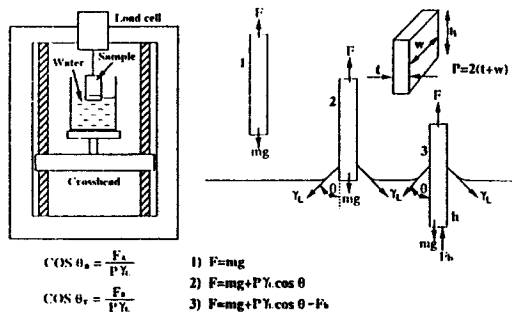 Load cell
Sample
Water
Crosshead
F
1
mg
F
2
mg
γL
θ
γL
t
w
h
P=2(t+w)
F
3
γL
θ
γL
h
mg
Fb
COS θa = FA / PγL
COS θr = FR / PγL
1) F=mg
2) F=mg+PγL cos θ
3) F=mg+PγL cos θ-Fb